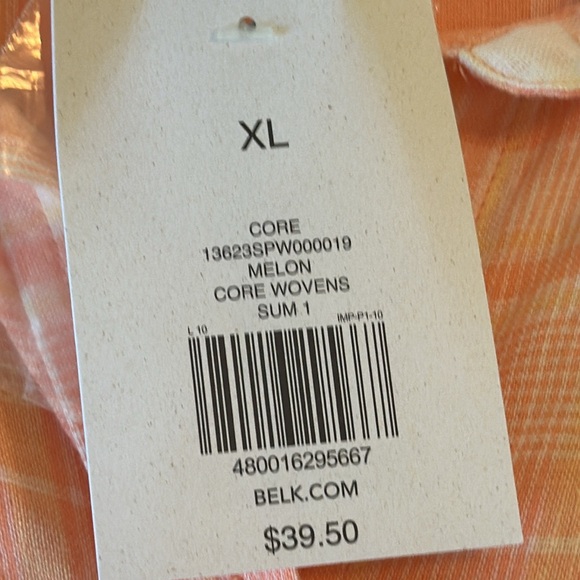 XL
CORE
13623SPW000019
MELON
CORE WOVENS
SUM 1
L 10 IMP-P1-10
480016295667
BELK.COM
$39.50